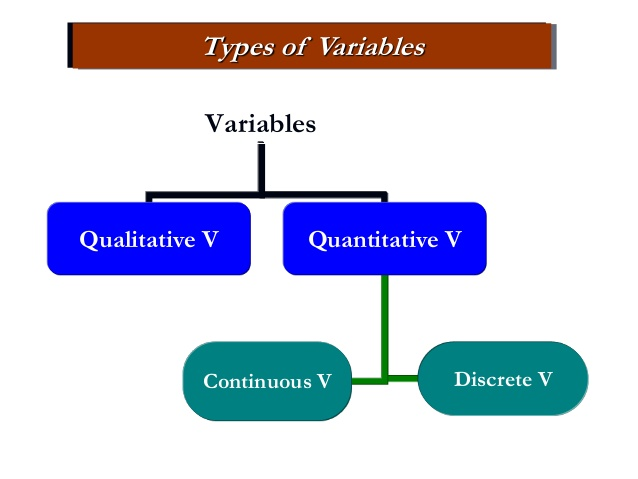 Types of Variables
Variables
Qualitative V
Quantitative V
Continuous V
Discrete V